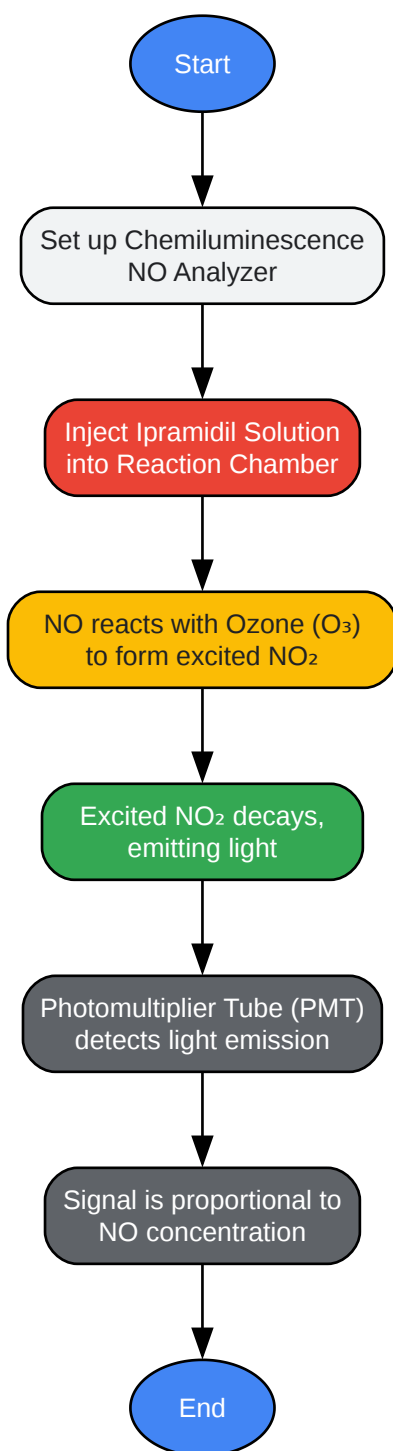 Start
Set up Chemiluminescence
NO Analyzer
Inject Ipramidil Solution
into Reaction Chamber
NO reacts with Ozone (O₃)
to form excited NO₂
Excited NO₂ decays,
emitting light
Photomultiplier Tube (PMT)
detects light emission
Signal is proportional to
NO concentration
End